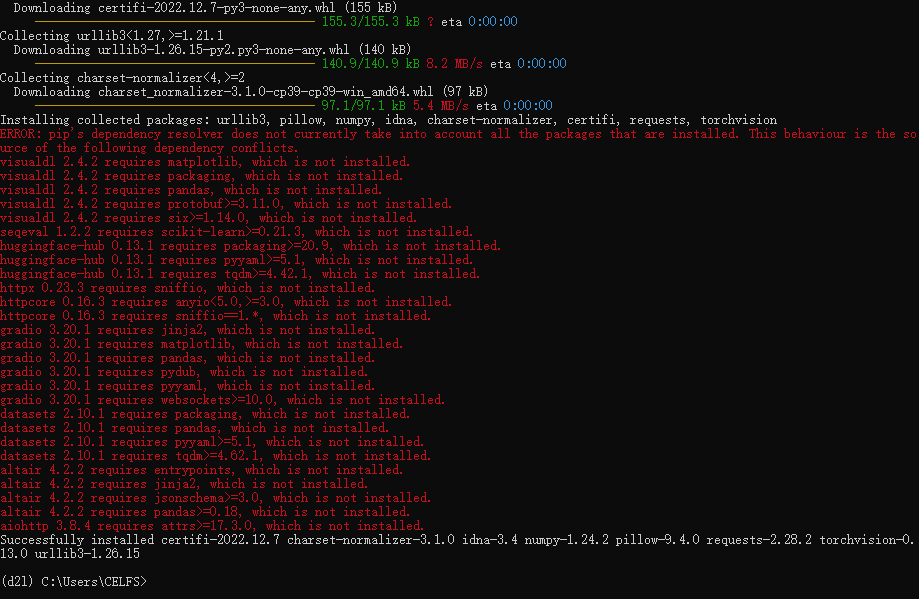 Downloading certifi-2022.12.7-py3-none-any.whl (155 kB)
155.3/155.3 kB ? eta 0:00:00
Collecting urllib3<1.27,>=1.21.1
Downloading urllib3-1.26.15-py2.py3-none-any.whl (140 kB)
140.9/140.9 kB 8.2 MB/s eta 0:00:00
Collecting charset-normalizer<4,>=2
Downloading charset_normalizer-3.1.0-cp39-cp39-win_amd64.whl (97 kB)
97.1/97.1 kB 5.4 MB/s eta 0:00:00
Installing collected packages: urllib3, pillow, numpy, idna, charset-normalizer, certifi, requests, torchvision
ERROR: pip's dependency resolver does not currently take into account all the packages that are installed. This behaviour is the so
urce of the following dependency conflicts.
visualdl 2.4.2 requires matplotlib, which is not installed.
visualdl 2.4.2 requires packaging, which is not installed.
visualdl 2.4.2 requires pandas, which is not installed.
visualdl 2.4.2 requires protobuf>=3.11.0, which is not installed.
visualdl 2.4.2 requires six>=1.14.0, which is not installed.
seqeval 1.2.2 requires scikit-learn>=0.21.3, which is not installed.
huggingface-hub 0.13.1 requires packaging>=20.9, which is not installed.
huggingface-hub 0.13.1 requires pyyaml>=5.1, which is not installed.
huggingface-hub 0.13.1 requires tqdm>=4.42.1, which is not installed.
httpx 0.23.3 requires sniffio, which is not installed.
httpcore 0.16.3 requires anyio<5.0,>=3.0, which is not installed.
httpcore 0.16.3 requires sniffio==1.*, which is not installed.
gradio 3.20.1 requires jinja2, which is not installed.
gradio 3.20.1 requires matplotlib, which is not installed.
gradio 3.20.1 requires pandas, which is not installed.
gradio 3.20.1 requires pydub, which is not installed.
gradio 3.20.1 requires pyyaml, which is not installed.
gradio 3.20.1 requires websockets>=10.0, which is not installed.
datasets 2.10.1 requires packaging, which is not installed.
datasets 2.10.1 requires pandas, which is not installed.
datasets 2.10.1 requires pyyaml>=5.1, which is not installed.
datasets 2.10.1 requires tqdm>=4.62.1, which is not installed.
altair 4.2.2 requires entrypoints, which is not installed.
altair 4.2.2 requires jinja2, which is not installed.
altair 4.2.2 requires jsonschema>=3.0, which is not installed.
altair 4.2.2 requires pandas>=0.18, which is not installed.
aiohttp 3.8.4 requires attrs>=17.3.0, which is not installed.
Successfully installed certifi-2022.12.7 charset-normalizer-3.1.0 idna-3.4 numpy-1.24.2 pillow-9.4.0 requests-2.28.2 torchvision-0.
13.0 urllib3-1.26.15
(d2l) C:\Users\CELFS>